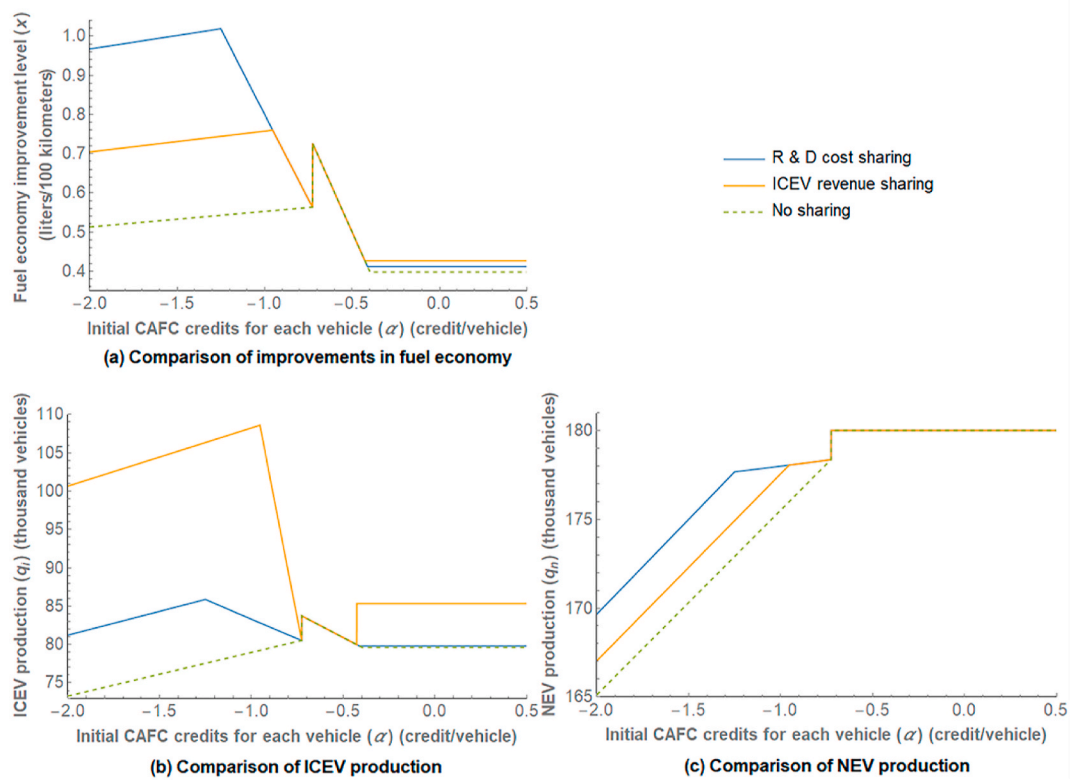 Fuel economy improvement level (x)
(liters/100 kilometers)
1.0
0.9
0.8
0.7
0.6
0.5
0.4
−2.0 −1.5 −1.0 −0.5 0.0 0.5
Initial CAFC credits for each vehicle (α) (credit/vehicle)
(a) Comparison of improvements in fuel economy
R & D cost sharing
ICEV revenue sharing
No sharing
ICEV production (qᵢ) (thousand vehicles)
110
105
100
95
90
85
80
75
−2.0 −1.5 −1.0 −0.5 0.0 0.5
Initial CAFC credits for each vehicle (α) (credit/vehicle)
(b) Comparison of ICEV production
NEV production (qₙ) (thousand vehicles)
180
175
170
165
−2.0 −1.5 −1.0 −0.5 0.0 0.5
Initial CAFC credits for each vehicle (α) (credit/vehicle)
(c) Comparison of NEV production